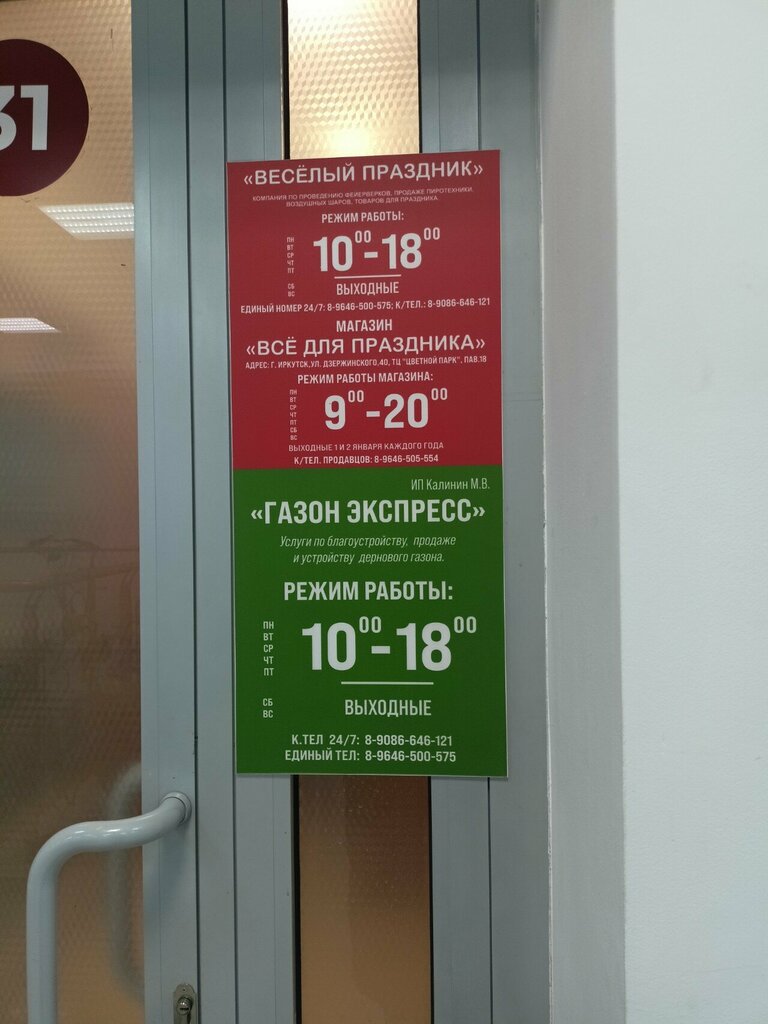 31
«ВЕСЁЛЫЙ ПРАЗДНИК»
КОМПАНИЯ ПО ПРОВЕДЕНИЮ ФЕЙЕРВЕРКОВ, ПРОДАЖЕ ПИРОТЕХНИКИ,
ВОЗДУШНЫХ ШАРОВ, ТОВАРОВ ДЛЯ ПРАЗДНИКА
РЕЖИМ РАБОТЫ:
ПН
ВТ
СР
ЧТ
ПТ
10⁰⁰-18⁰⁰
СБ
ВС
ВЫХОДНЫЕ
ЕДИНЫЙ НОМЕР 24/7: 8-9646-500-575; К/ТЕЛ.: 8-9086-646-121
МАГАЗИН
«ВСЁ ДЛЯ ПРАЗДНИКА»
АДРЕС: Г. ИРКУТСК,УЛ. ДЗЕРЖИНСКОГО,40, ТЦ "ЦВЕТНОЙ ПАРК", ПАВ.18
РЕЖИМ РАБОТЫ МАГАЗИНА:
ПН
ВТ
СР
ЧТ
ПТ
СБ
ВС
9⁰⁰-20⁰⁰
ВЫХОДНЫЕ 1 И 2 ЯНВАРЯ КАЖДОГО ГОДА
К/ТЕЛ. ПРОДАВЦОВ: 8-9646-505-554
ИП Калинин М.В.
«ГАЗОН ЭКСПРЕСС»
Услуги по благоустройству, продаже
и устройству дернового газона.
РЕЖИМ РАБОТЫ:
ПН
ВТ
СР
ЧТ
ПТ
10⁰⁰-18⁰⁰
СБ
ВС
ВЫХОДНЫЕ
К.ТЕЛ 24/7: 8-9086-646-121
ЕДИНЫЙ ТЕЛ: 8-9646-500-575